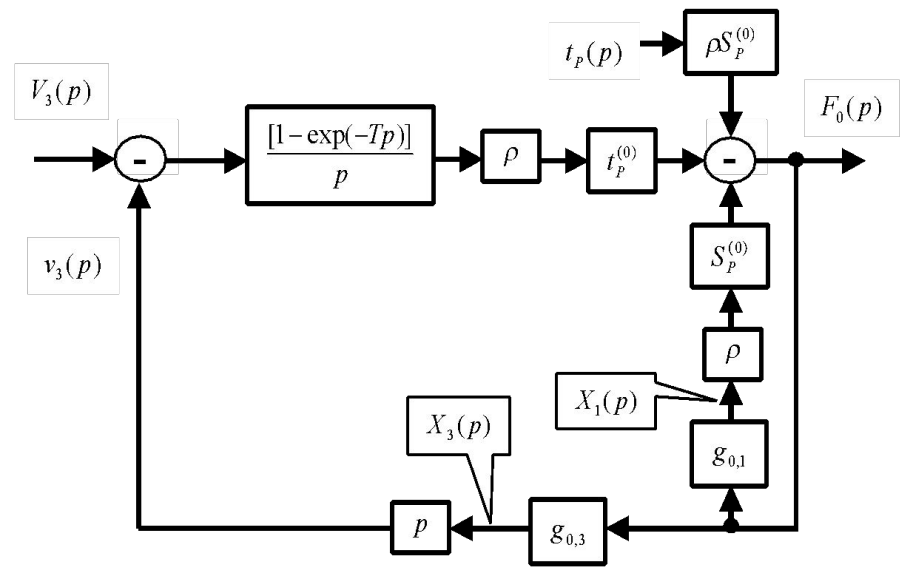 t_P(p)
ρS_P^(0)
V_3(p)
F_0(p)
-
[1 − exp(−Tp)]
p
ρ
t_P^(0)
-
v_3(p)
S_P^(0)
ρ
X_1(p)
X_3(p)
g_0,1
p
g_0,3